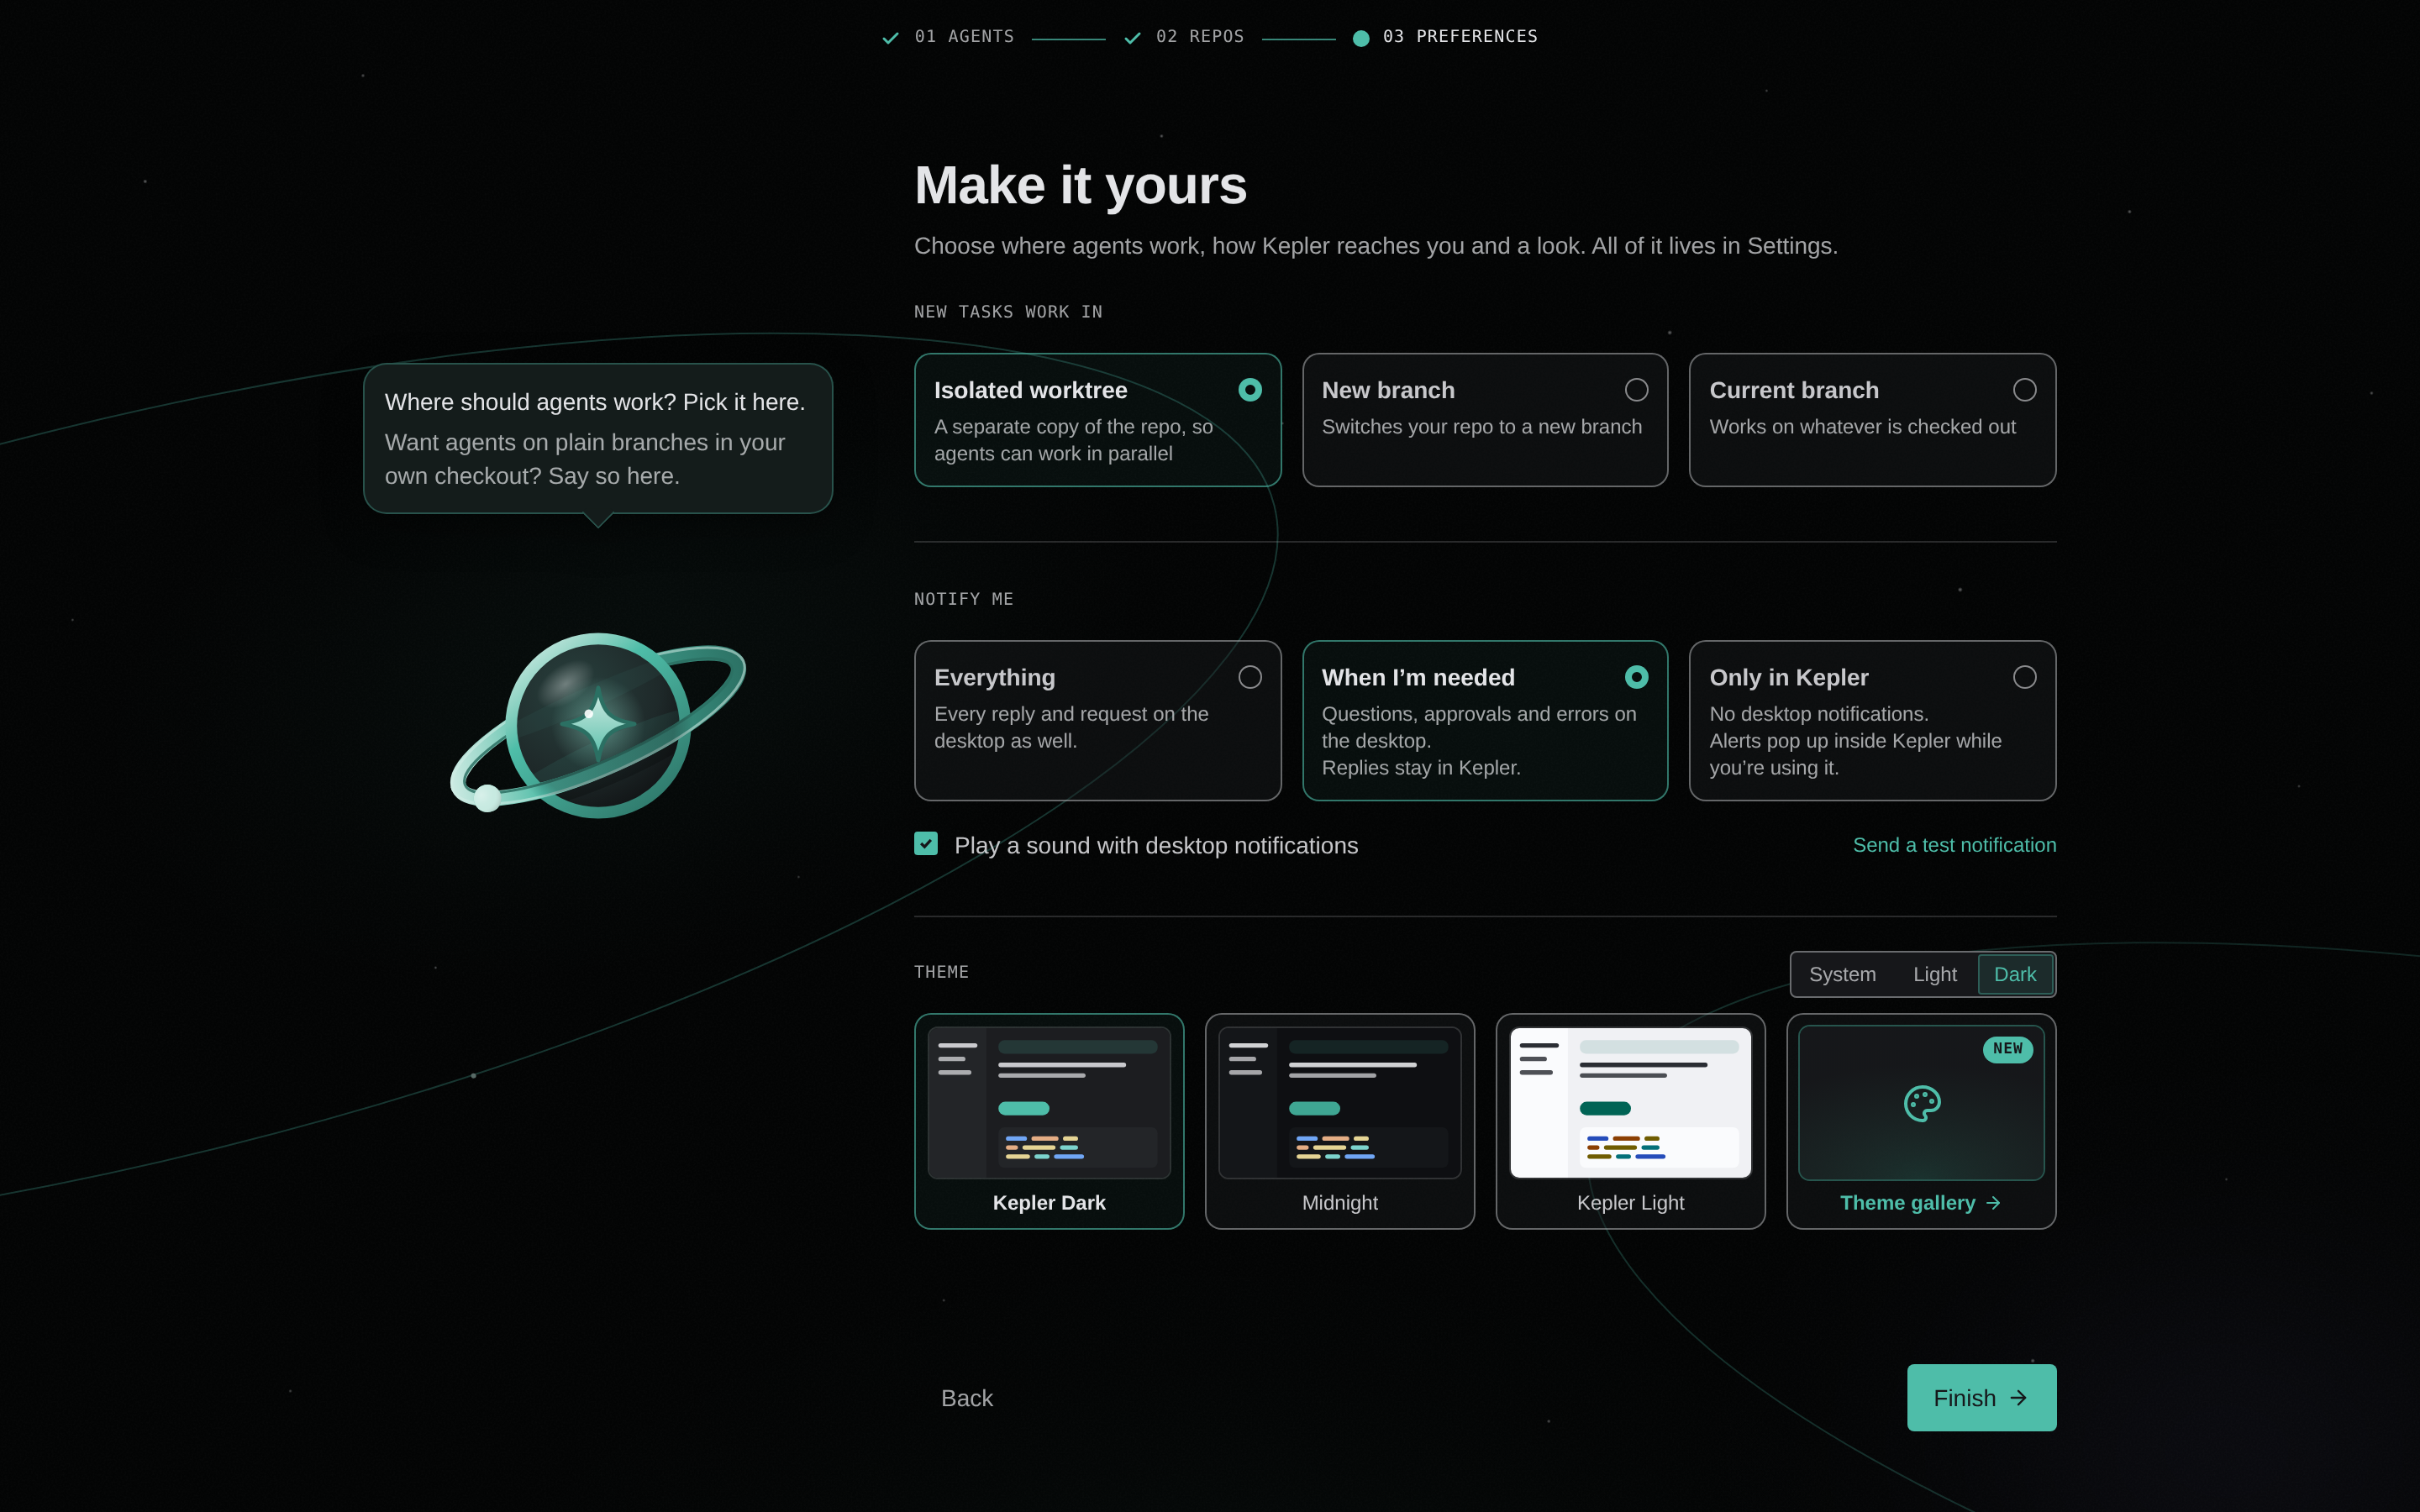 01 AGENTS
02 REPOS
03 PREFERENCES
Make it yours
Choose where agents work, how Kepler reaches you and a look. All of it lives in Settings.
Where should agents work? Pick it here.
Want agents on plain branches in your
own checkout? Say so here.
NEW TASKS WORK IN
Isolated worktree
A separate copy of the repo, so
agents can work in parallel
New branch
Switches your repo to a new branch
Current branch
Works on whatever is checked out
NOTIFY ME
Everything
Every reply and request on the
desktop as well.
When I’m needed
Questions, approvals and errors on
the desktop.
Replies stay in Kepler.
Only in Kepler
No desktop notifications.
Alerts pop up inside Kepler while
you’re using it.
Play a sound with desktop notifications
Send a test notification
THEME
System
Light
Dark
Kepler Dark
Midnight
Kepler Light
NEW
Theme gallery
Back
Finish